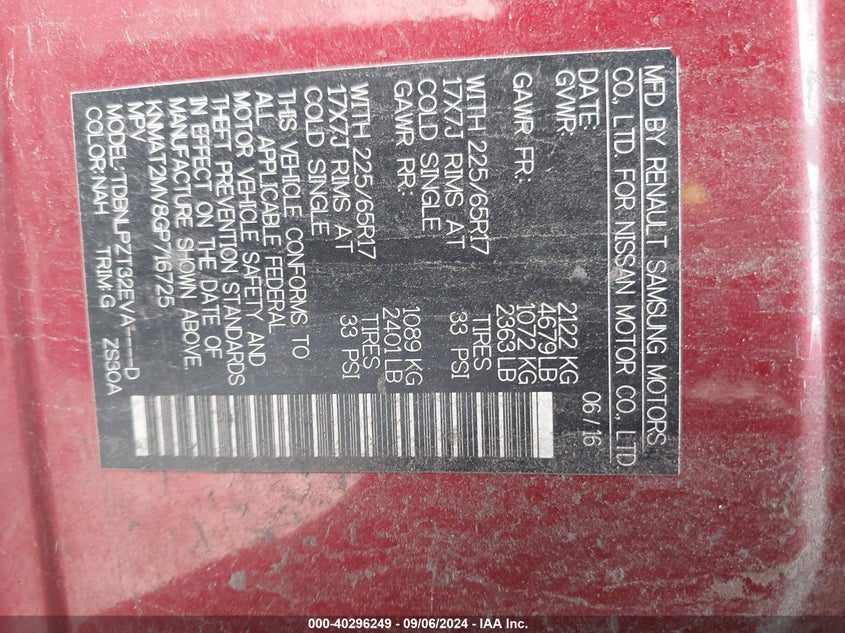 MFD BY RENAULT SAMSUNG MOTORS
CO., LTD. FOR NISSAN MOTOR CO., LTD
DATE: 06/16
GVWR: 2122 KG
4679LB
GAWR FR: 1072 KG
2363 LB
WITH 225/65R17 TIRES
17X7J RIMS AT 33 PSI
COLD SINGLE
GAWR RR: 1089 KG
2401 LB
WITH 225/65R17 TIRES
17X7J RIMS AT 33 PSI
COLD SINGLE
THIS VEHICLE CONFORMS TO
ALL APPLICABLE FEDERAL
MOTOR VEHICLE SAFETY AND
THEFT PREVENTION STANDARDS
IN EFFECT ON THE DATE OF
MANUFACTURE SHOWN ABOVE.
KNMAT2MV8GP716725
MPV
MODEL: TDBNLPZT32EVA----D
COLOR: NAH TRIM: G ZS30A
000-40296249 - 09/06/2024 - IAA Inc.